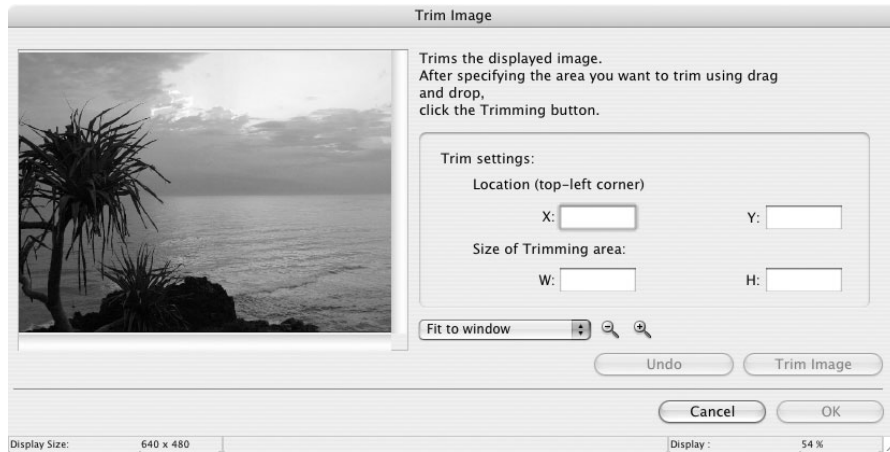 Trim Image
Trims the displayed image.
After specifying the area you want to trim using drag
and drop,
click the Trimming button.
Trim settings:
Location (top-left corner)
X:
Y:
Size of Trimming area:
W:
H:
Fit to window
Undo
Trim Image
Cancel
OK
Display Size: 640 x 480
Display : 54 %